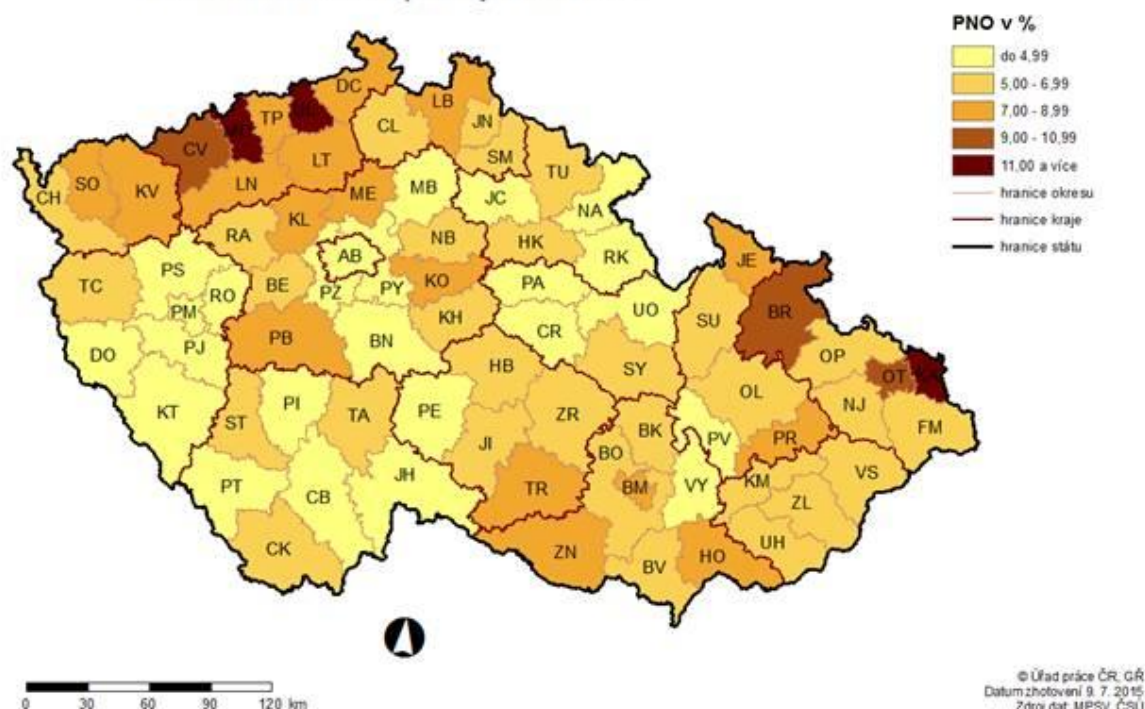 PNO v %
do 4,99
5,00 - 6,99
7,00 - 8,99
9,00 - 10,99
11,00 a více
hranice okresu
hranice kraje
hranice státu
DC
LB
TP
CL
JN
CV
LT
SM
TU
SO
KV
LN
ME
MB
JC
CH
NA
KL
RA
NB
HK
AB
RK
JE
TC
PS
RO
BE
PZ
PY
KO
PA
PM
UO
SU
BR
DO
PJ
PB
BN
KH
CR
OP
HB
SY
OT
KT
ST
PI
TA
PE
ZR
OL
NJ
FM
JI
BK
PV
PR
BO
VS
PT
CB
JH
TR
BM
VY
KM
ZL
CK
ZN
BV
HO
UH
0 30 60 90 120 km
© Úřad práce ČR, GŘ
Datum zhotovení 9. 7. 2015
Zdroj dat: MPSV, ČSÚ